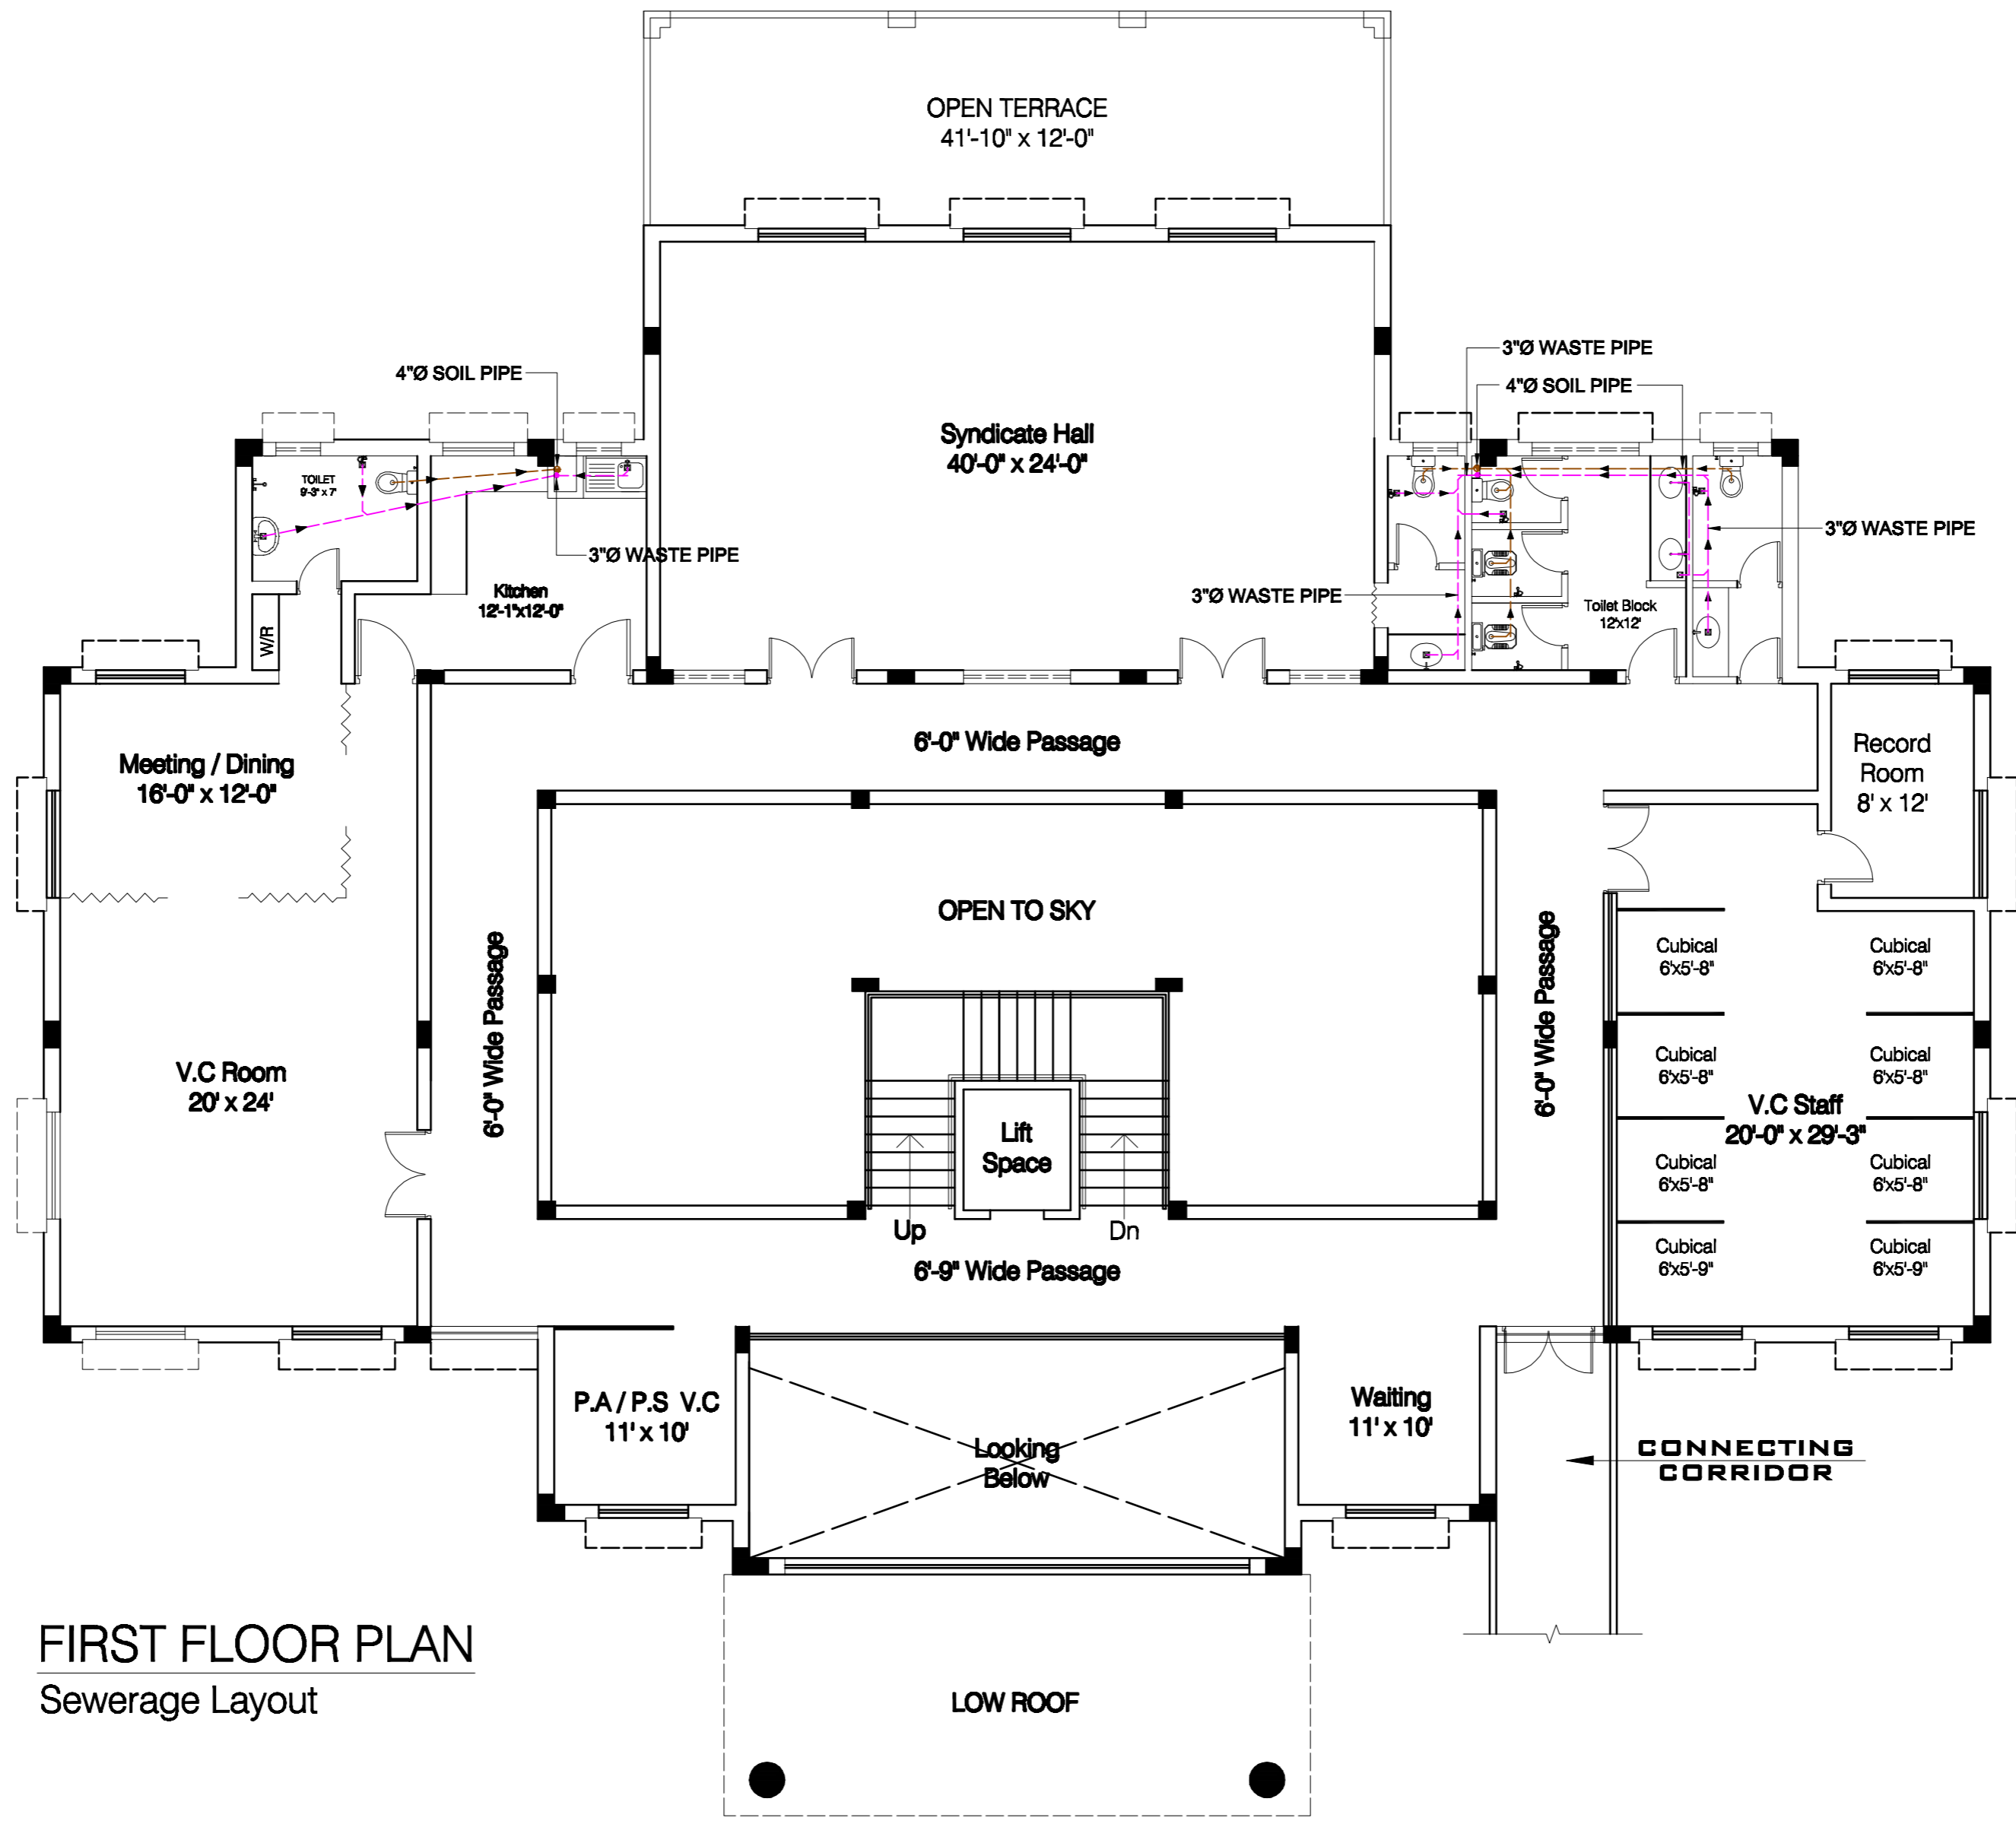 OPEN TERRACE
41'-10" x 12'-0"
3"Ø WASTE PIPE
4"Ø SOIL PIPE
4"Ø SOIL PIPE
Syndicate Hall
40'-0" x 24'-0"
TOILET
9'-3" x 7'
3"Ø WASTE PIPE
3"Ø WASTE PIPE
Kitchen
12'-1"x12'-0"
3"Ø WASTE PIPE
Toilet Block
12'x12'
W/R
6'-0" Wide Passage
Meeting / Dining
16'-0" x 12'-0"
Record
Room
8' x 12'
OPEN TO SKY
6'-0" Wide Passage
6'-0" Wide Passage
Cubical
6'x5'-8"
Cubical
6'x5'-8"
Cubical
6'x5'-8"
Cubical
6'x5'-8"
V.C Room
20' x 24'
V.C Staff
20'-0" x 29'-3"
Lift
Space
Cubical
6'x5'-8"
Cubical
6'x5'-8"
Up
Dn
Cubical
6'x5'-9"
Cubical
6'x5'-9"
6'-9" Wide Passage
P.A / P.S V.C
11' x 10'
Waiting
11' x 10'
Looking
Below
CONNECTING
CORRIDOR
FIRST FLOOR PLAN
Sewerage Layout
LOW ROOF